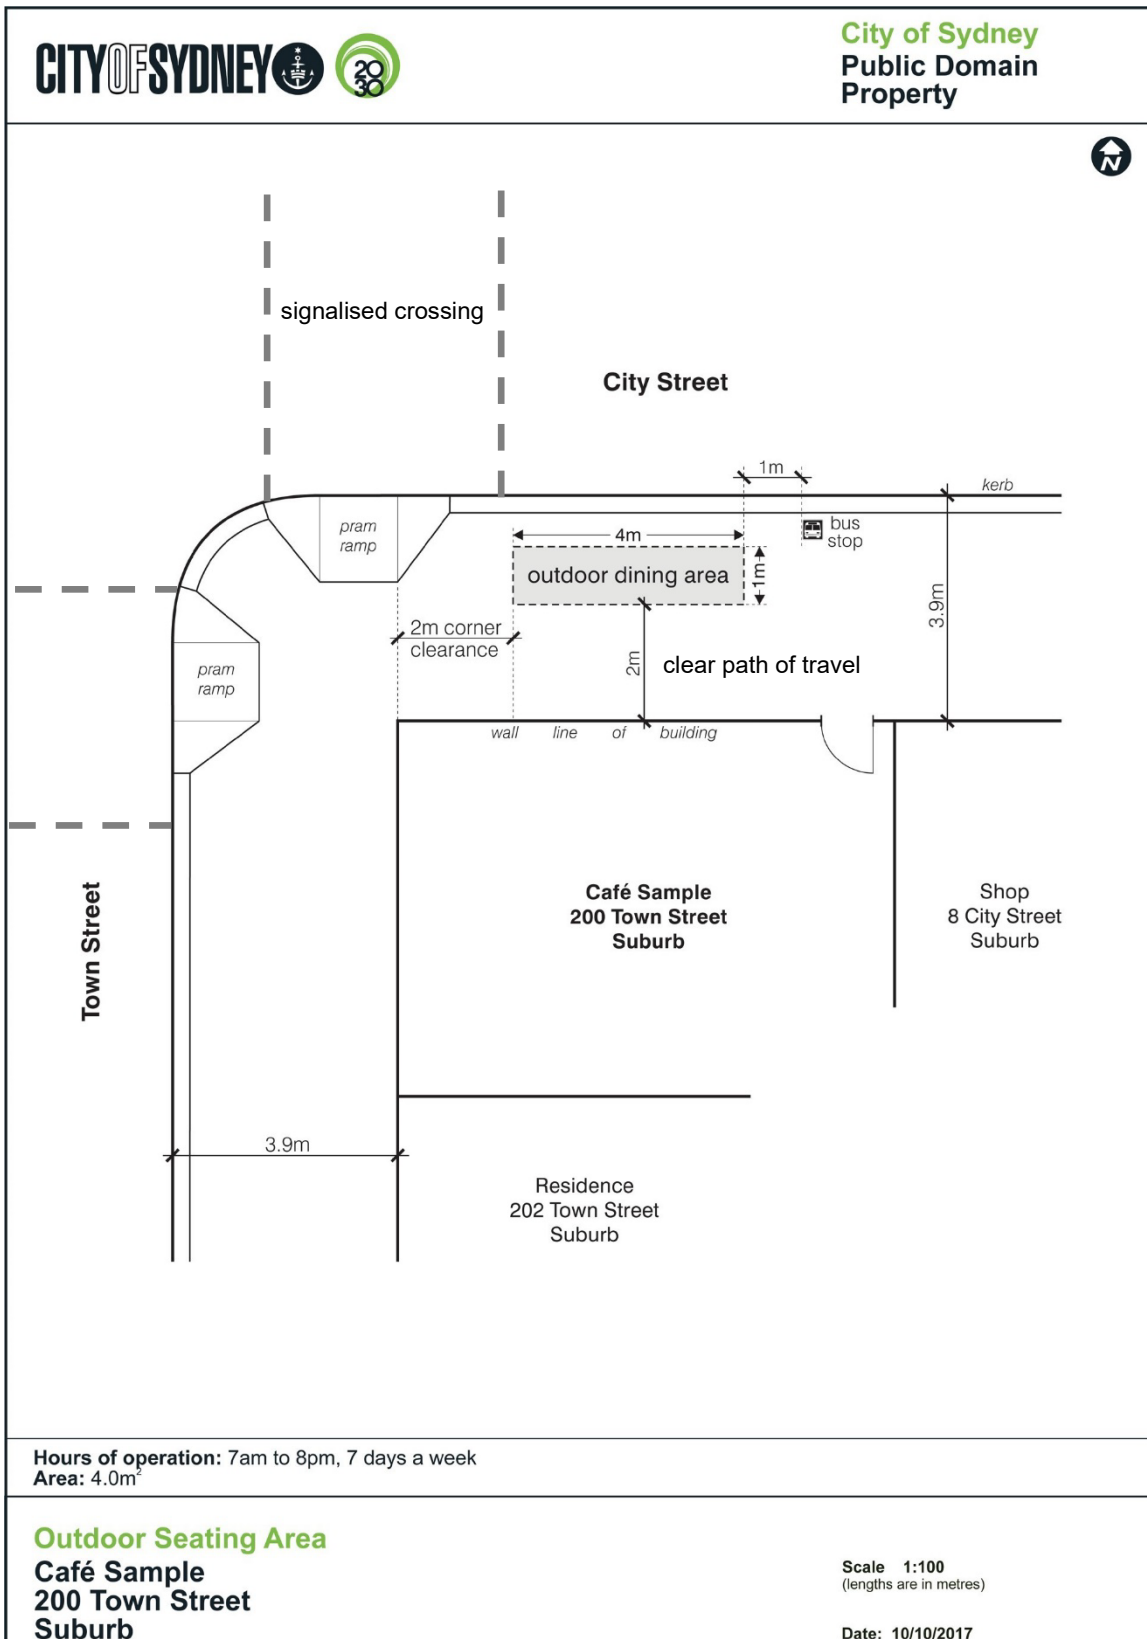 CITYOFSYDNEY
2030
City of Sydney
Public Domain
Property
N
signalised crossing
City Street
1m
kerb
pram
ramp
bus
stop
4m
outdoor dining area
1m
3.9m
2m corner
clearance
2m
clear path of travel
pram
ramp
wall line of building
Café Sample
200 Town Street
Suburb
Shop
8 City Street
Suburb
Town Street
3.9m
Residence
202 Town Street
Suburb
Hours of operation: 7am to 8pm, 7 days a week
Area: 4.0m²
Outdoor Seating Area
Café Sample
200 Town Street
Suburb
Scale 1:100
(lengths are in metres)
Date: 10/10/2017